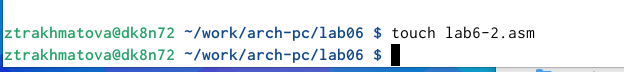 ztrakhmatova@dk8n72 ~/work/arch-pc/lab06 $ touch lab6-2.asm
ztrakhmatova@dk8n72 ~/work/arch-pc/lab06 $